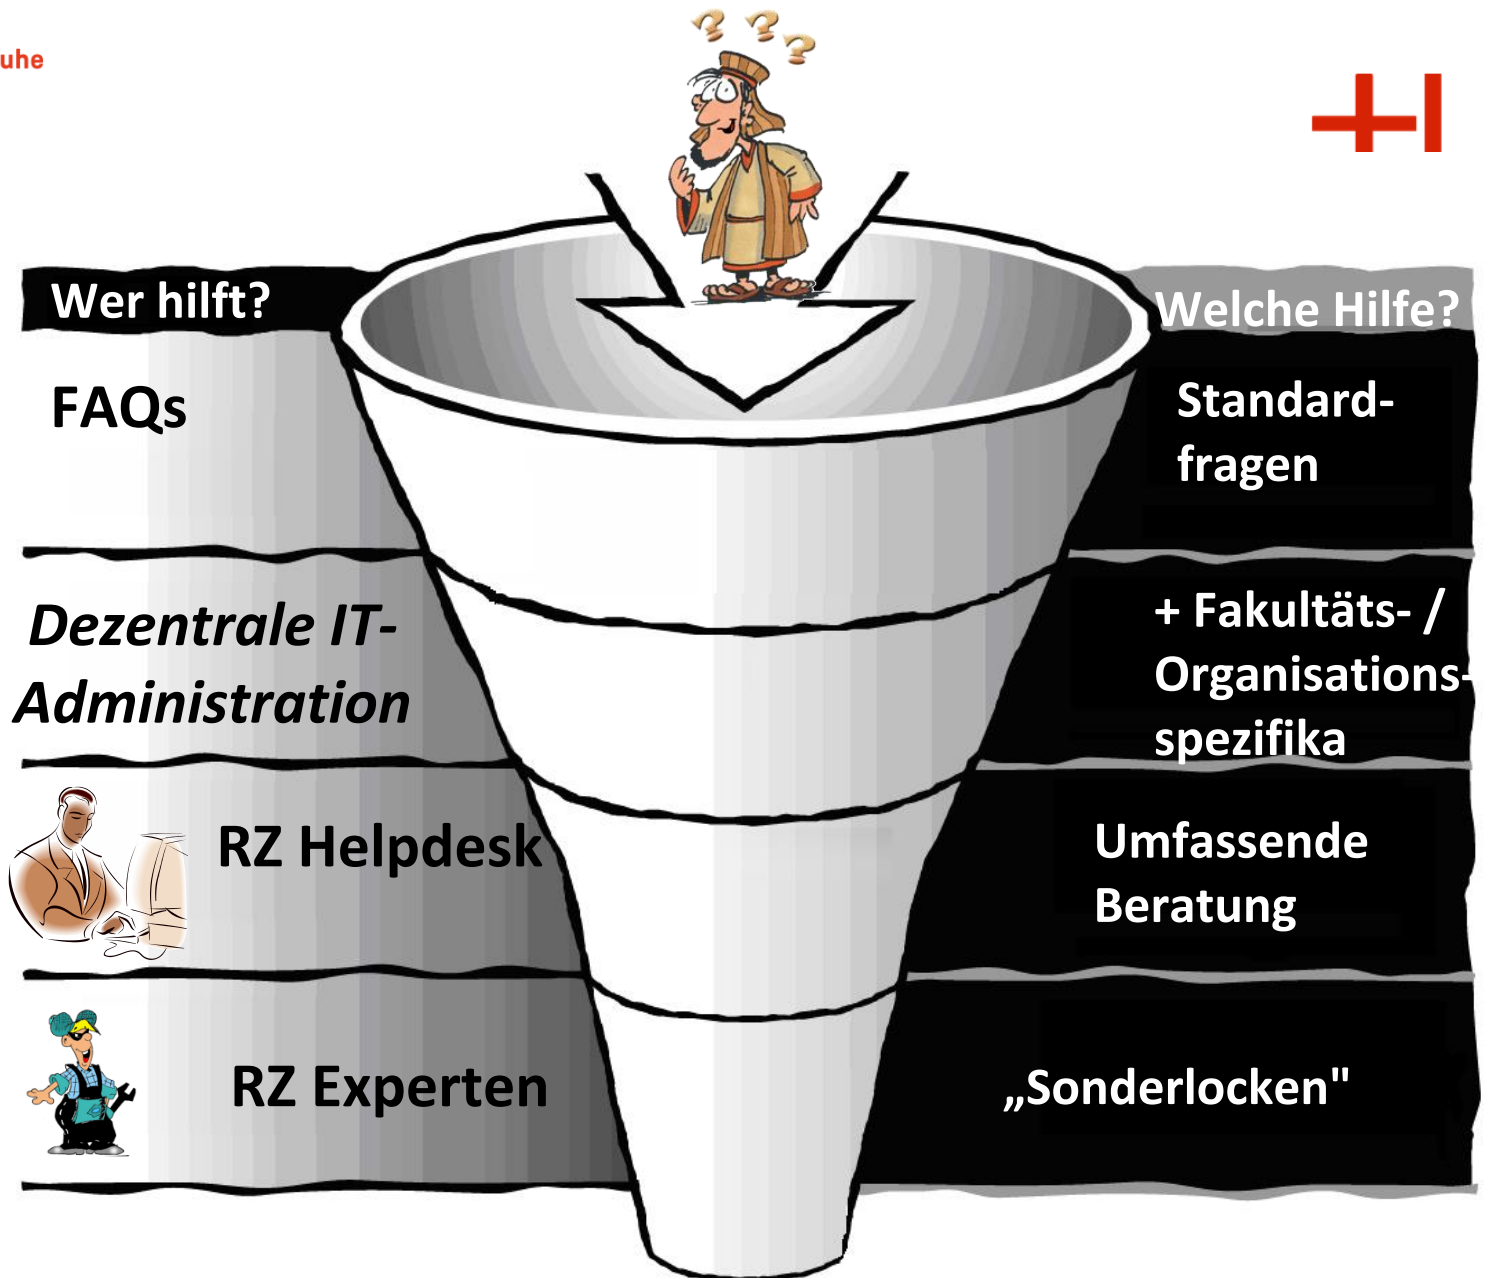 uhe
? ? ?
Wer hilft?
Welche Hilfe?
FAQs
Standard-
fragen
Dezentrale IT-
Administration
+ Fakultäts- /
Organisations-
spezifika
RZ Helpdesk
Umfassende
Beratung
RZ Experten
„Sonderlocken"